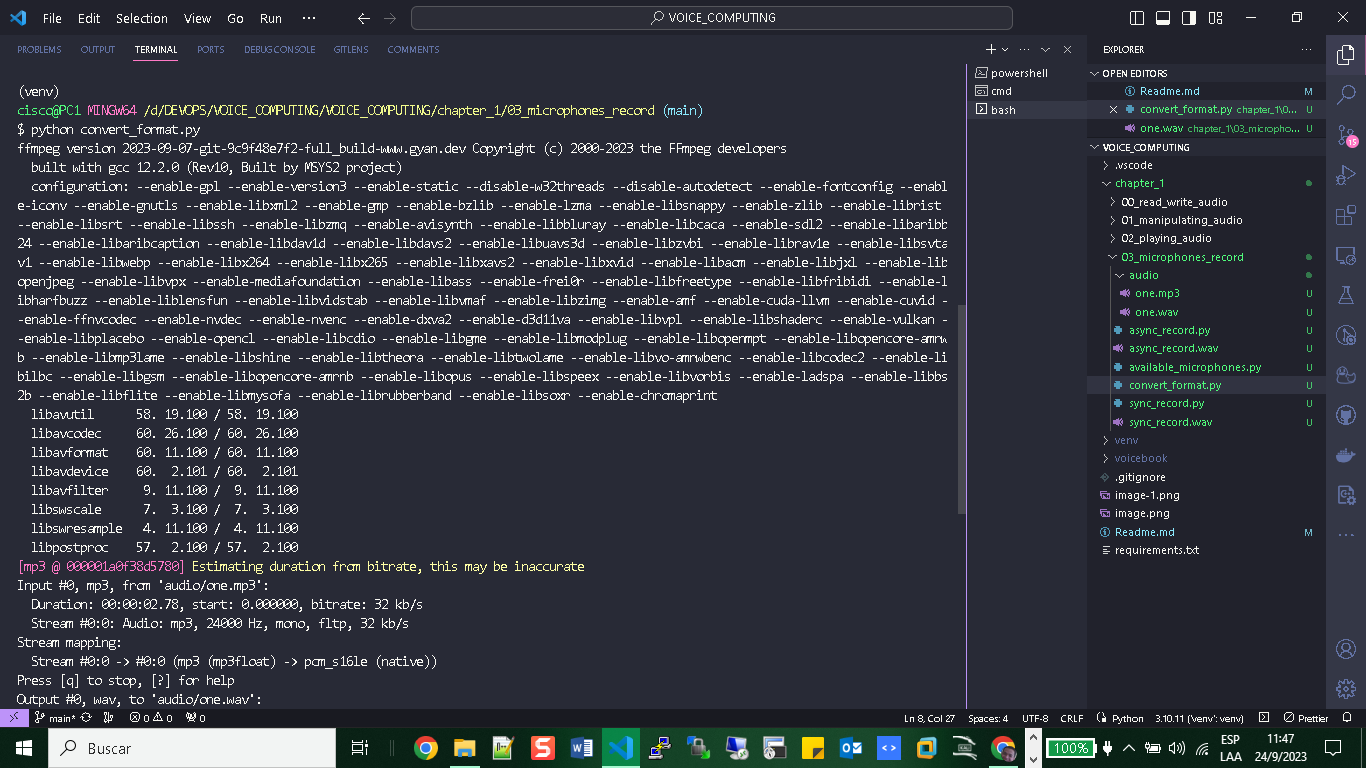 File Edit Selection View Go Run ··· VOICE_COMPUTING
PROBLEMS OUTPUT TERMINAL PORTS DEBUG CONSOLE GITLENS COMMENTS
(venv)
cisco@PC1 MINGW64 /d/DEVOPS/VOICE_COMPUTING/VOICE_COMPUTING/chapter_1/03_microphones_record (main)
$ python convert_format.py
ffmpeg version 2023-09-07-git-9c9f48e7f2-full_build-www.gyan.dev Copyright (c) 2000-2023 the FFmpeg developers
built with gcc 12.2.0 (Rev10, Built by MSYS2 project)
configuration: --enable-gpl --enable-version3 --enable-static --disable-w32threads --disable-autodetect --enable-fontconfig --enabl
e-iconv --enable-gnutls --enable-libxml2 --enable-gmp --enable-bzlib --enable-lzma --enable-libsnappy --enable-zlib --enable-librist
--enable-libsrt --enable-libssh --enable-libzmq --enable-avisynth --enable-libbluray --enable-libcaca --enable-sdl2 --enable-libaribb
24 --enable-libaribcaption --enable-libdav1d --enable-libdavs2 --enable-libuavs3d --enable-libzvbi --enable-librav1e --enable-libsvta
v1 --enable-libwebp --enable-libx264 --enable-libx265 --enable-libxavs2 --enable-libxvid --enable-libaom --enable-libjxl --enable-lib
openjpeg --enable-libvpx --enable-mediafoundation --enable-libass --enable-frei0r --enable-libfreetype --enable-libfribidi --enable-l
ibharfbuzz --enable-liblensfun --enable-libvidstab --enable-libvmaf --enable-libzimg --enable-amf --enable-cuda-llvm --enable-cuvid -
-enable-ffnvcodec --enable-nvdec --enable-nvenc --enable-dxva2 --enable-d3d11va --enable-libvpl --enable-libshaderc --enable-vulkan -
-enable-libplacebo --enable-opencl --enable-libcdio --enable-libgme --enable-libmodplug --enable-libopenmpt --enable-libopencore-amrw
b --enable-libmp3lame --enable-libshine --enable-libtheora --enable-libtwolame --enable-libvo-amrwbenc --enable-libcodec2 --enable-li
bilbc --enable-libgsm --enable-libopencore-amrnb --enable-libopus --enable-libspeex --enable-libvorbis --enable-ladspa --enable-libbs
2b --enable-libflite --enable-libmysofa --enable-librubberband --enable-libsoxr --enable-chromaprint
libavutil 58. 19.100 / 58. 19.100
libavcodec 60. 26.100 / 60. 26.100
libavformat 60. 11.100 / 60. 11.100
libavdevice 60. 2.101 / 60. 2.101
libavfilter 9. 11.100 / 9. 11.100
libswscale 7. 3.100 / 7. 3.100
libswresample 4. 11.100 / 4. 11.100
libpostproc 57. 2.100 / 57. 2.100
[mp3 @ 000001a0f38d5780] Estimating duration from bitrate, this may be inaccurate
Input #0, mp3, from 'audio/one.mp3':
Duration: 00:00:02.78, start: 0.000000, bitrate: 32 kb/s
Stream #0:0: Audio: mp3, 24000 Hz, mono, fltp, 32 kb/s
Stream mapping:
Stream #0:0 -> #0:0 (mp3 (mp3float) -> pcm_s16le (native))
Press [q] to stop, [?] for help
Output #0, wav, to 'audio/one.wav':
powershell
cmd
bash
EXPLORER ···
OPEN EDITORS
Readme.md M
convert_format.py chapter_1\0... U
one.wav chapter_1\03_micropho... U
VOICE_COMPUTING
.vscode
chapter_1
00_read_write_audio
01_manipulating_audio
02_playing_audio
03_microphones_record
audio
one.mp3 U
one.wav U
async_record.py U
async_record.wav U
available_microphones.py U
convert_format.py U
sync_record.py U
sync_record.wav U
venv
voicebook
.gitignore
image-1.png
image.png
Readme.md M
requirements.txt
15
main* 0 0 0 Ln 8, Col 27 Spaces: 4 UTF-8 CRLF Python 3.10.11 ('venv': venv) Prettier
Buscar 100% ESP LAA 11:47 24/9/2023